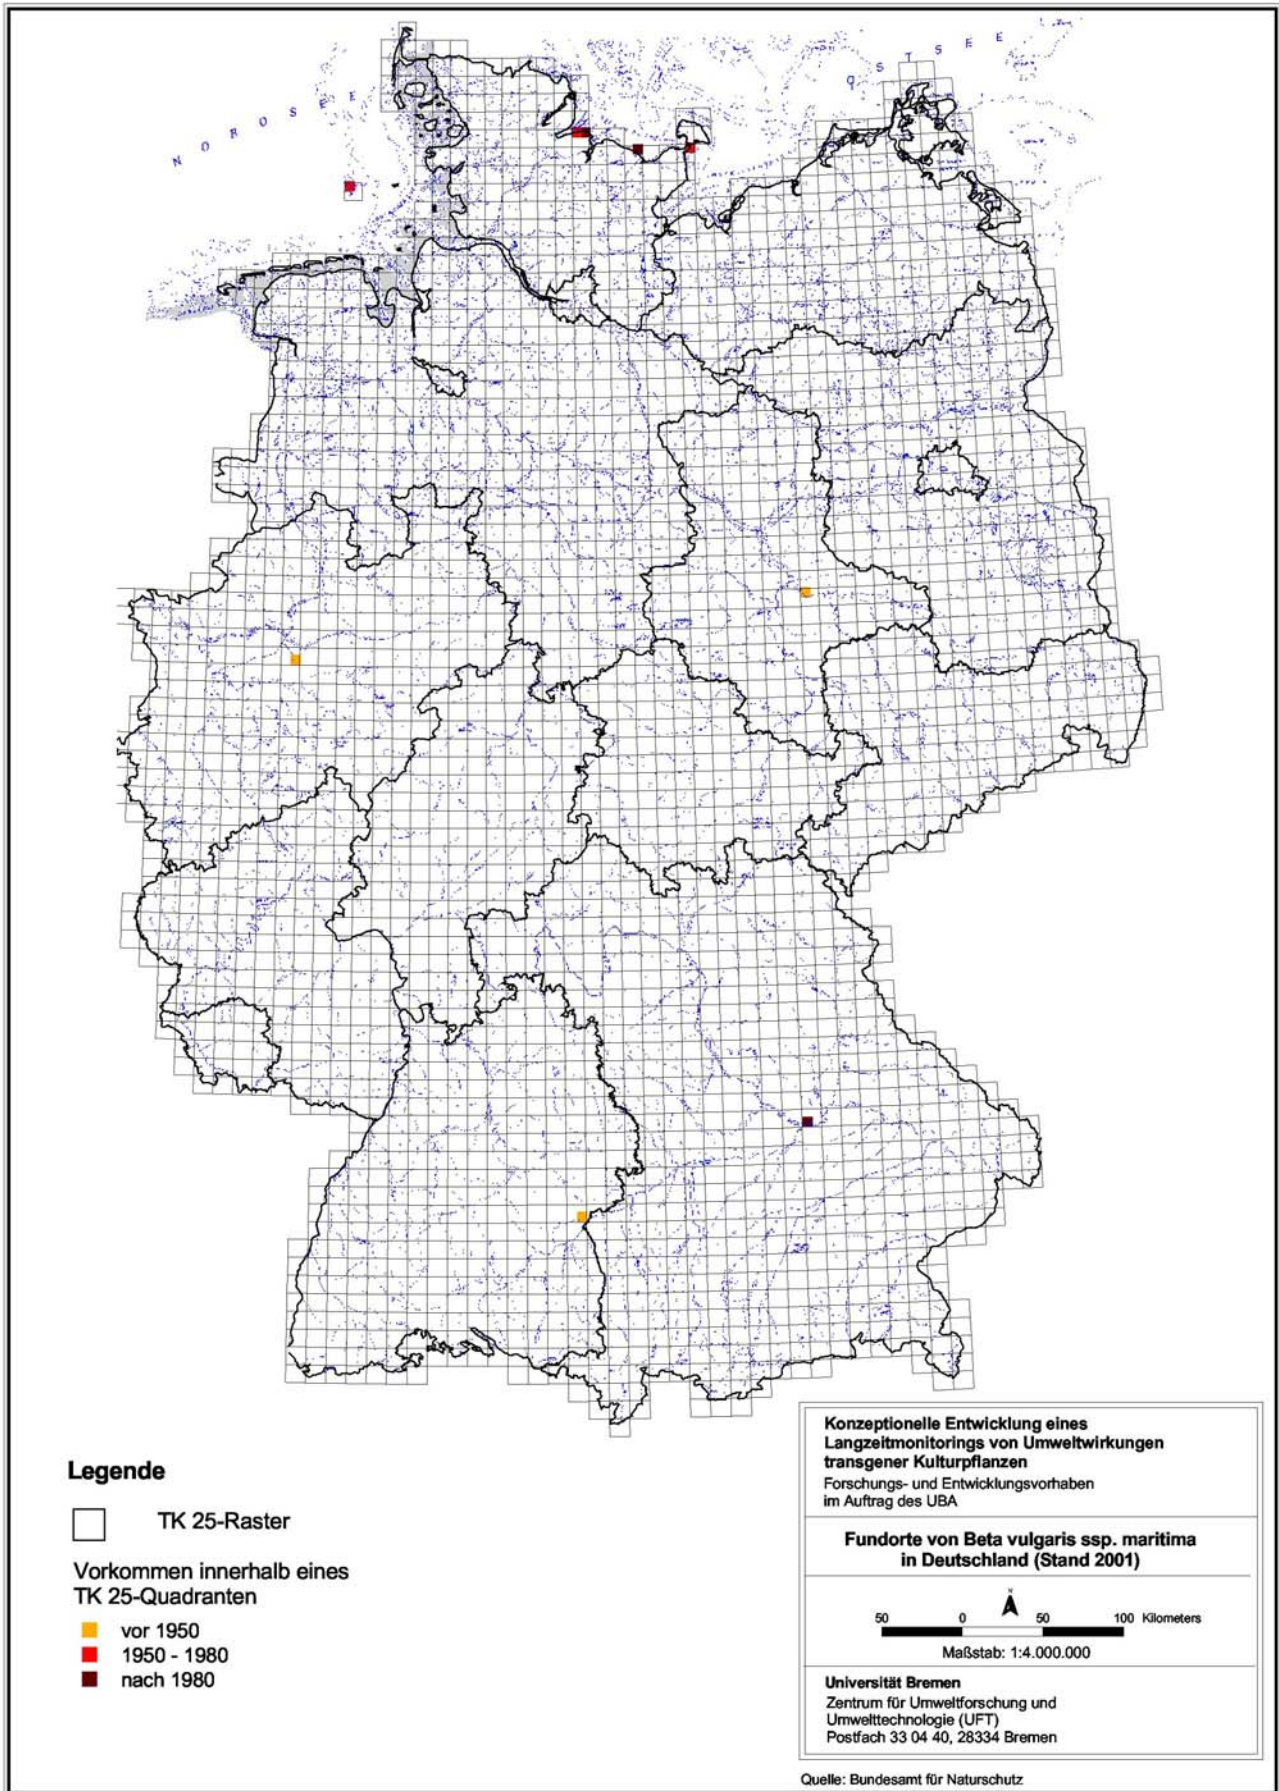 N O R D S E E
O S T S E E
Legende
TK 25-Raster
Vorkommen innerhalb eines
TK 25-Quadranten
vor 1950
1950 - 1980
nach 1980
Konzeptionelle Entwicklung eines
Langzeitmonitorings von Umweltwirkungen
transgener Kulturpflanzen
Forschungs- und Entwicklungsvorhaben
im Auftrag des UBA
Fundorte von Beta vulgaris ssp. maritima
in Deutschland (Stand 2001)
N
50 0 50 100 Kilometers
Maßstab: 1:4.000.000
Universität Bremen
Zentrum für Umweltforschung und
Umwelttechnologie (UFT)
Postfach 33 04 40, 28334 Bremen
Quelle: Bundesamt für Naturschutz